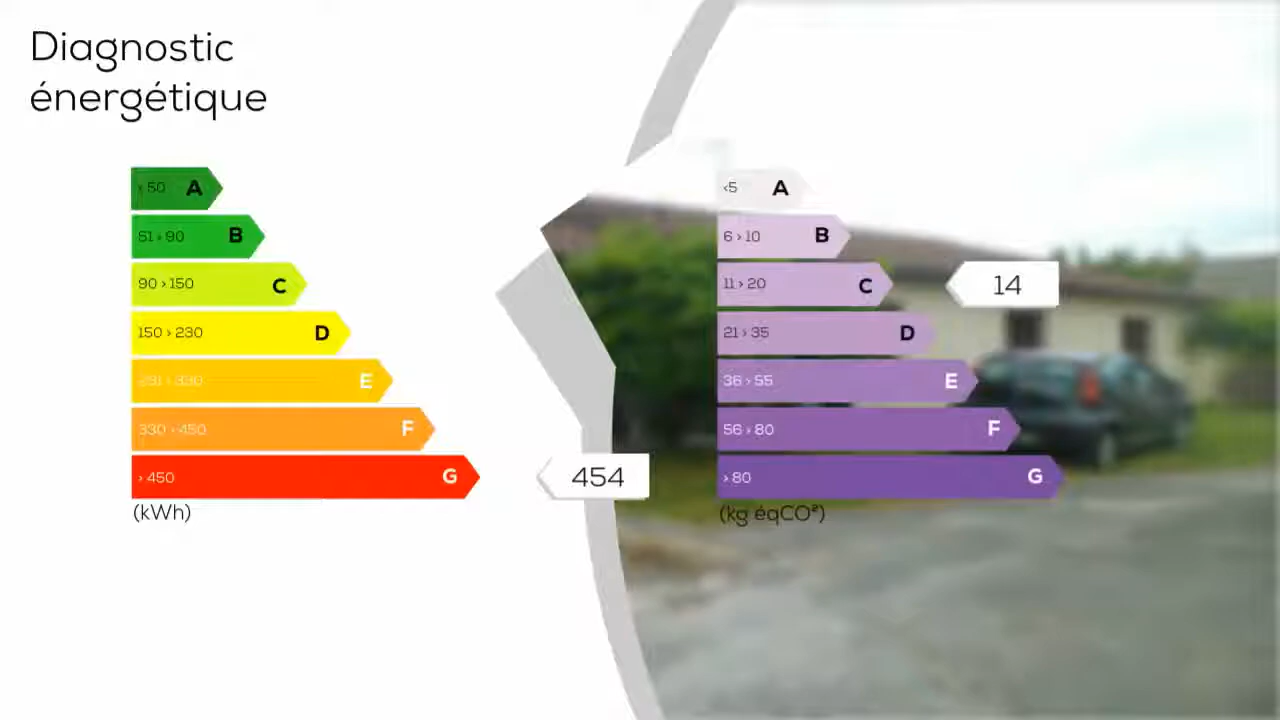 Diagnostic
énergétique
< 50 A
51 > 90 B
90 > 150 C
150 > 230 D
231 > 330 E
330 > 450 F
> 450 G
454
(kWh)
<5 A
6 > 10 B
11 > 20 C
14
21 > 35 D
36 > 55 E
56 > 80 F
> 80 G
(kg éqCO²)